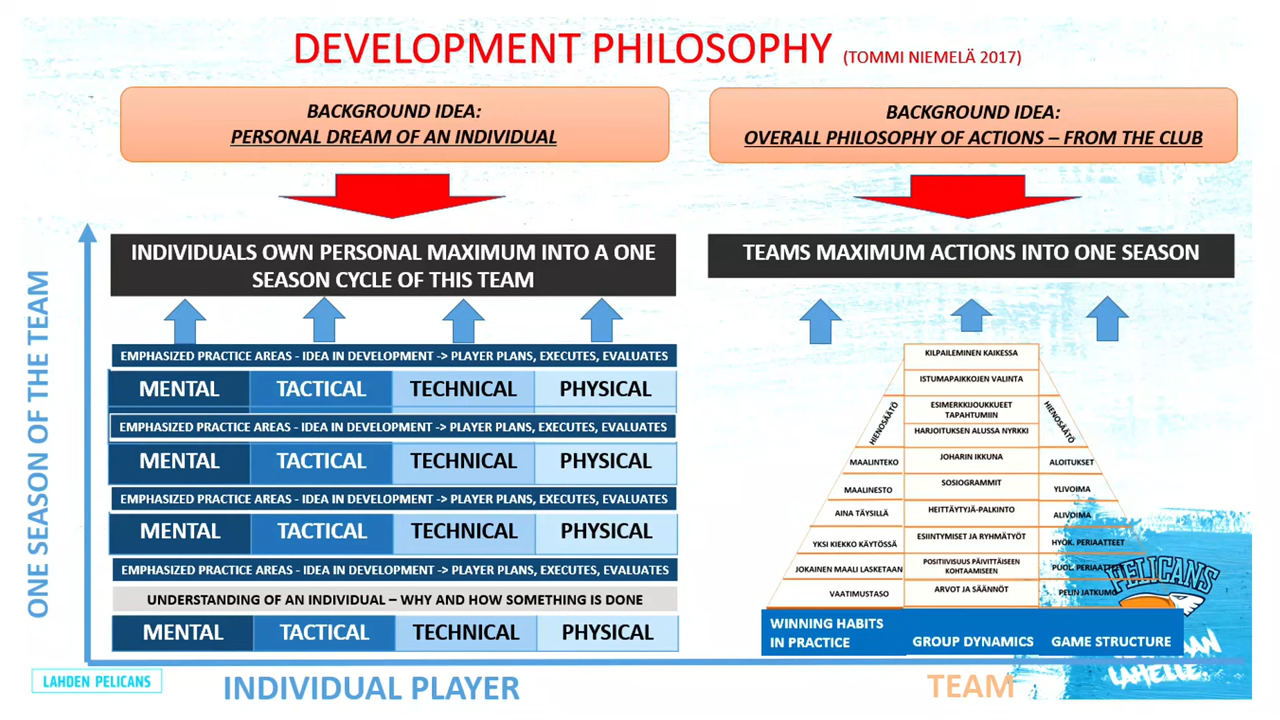 DEVELOPMENT PHILOSOPHY (TOMMI NIEMELÄ 2017)
BACKGROUND IDEA:
PERSONAL DREAM OF AN INDIVIDUAL
BACKGROUND IDEA:
OVERALL PHILOSOPHY OF ACTIONS – FROM THE CLUB
ONE SEASON OF THE TEAM
INDIVIDUALS OWN PERSONAL MAXIMUM INTO A ONE
SEASON CYCLE OF THIS TEAM
EMPHASIZED PRACTICE AREAS - IDEA IN DEVELOPMENT -> PLAYER PLANS, EXECUTES, EVALUATES
MENTAL TACTICAL TECHNICAL PHYSICAL
EMPHASIZED PRACTICE AREAS - IDEA IN DEVELOPMENT -> PLAYER PLANS, EXECUTES, EVALUATES
MENTAL TACTICAL TECHNICAL PHYSICAL
EMPHASIZED PRACTICE AREAS - IDEA IN DEVELOPMENT -> PLAYER PLANS, EXECUTES, EVALUATES
MENTAL TACTICAL TECHNICAL PHYSICAL
EMPHASIZED PRACTICE AREAS - IDEA IN DEVELOPMENT -> PLAYER PLANS, EXECUTES, EVALUATES
UNDERSTANDING OF AN INDIVIDUAL – WHY AND HOW SOMETHING IS DONE
MENTAL TACTICAL TECHNICAL PHYSICAL
TEAMS MAXIMUM ACTIONS INTO ONE SEASON
KILPAILEMINEN KAIKESSA
ISTUMAPAIKKOJEN VALINTA
HIENOSÄÄTÖ
ESIMERKKIJOUKKUEET
TAPAHTUMIIN
HIENOSÄÄTÖ
HARJOITUKSEN ALUSSA NYRKKI
MAALINTEKO JOHARIN IKKUNA ALOITUKSET
MAALINESTO SOSIOGRAMMIT YLIVOIMA
AINA TÄYSILLÄ HEITTÄYTYJÄ-PALKINTO ALIVOIMA
YKSI KIEKKO KÄYTÖSSÄ ESIINTYMISET JA RYHMÄTYÖT HYÖK. PERIAATTEET
JOKAINEN MAALI LASKETAAN POSITIIVISUUS PÄIVITTÄISEEN
KOHTAAMISEEN PUOL. PERIAATTEET
VAATIMUSTASO ARVOT JA SÄÄNNÖT PELIN JATKUMO
PELICANS
WINNING HABITS
IN PRACTICE GROUP DYNAMICS GAME STRUCTURE
LAHELLE
LAHDEN PELICANS
INDIVIDUAL PLAYER
TEAM